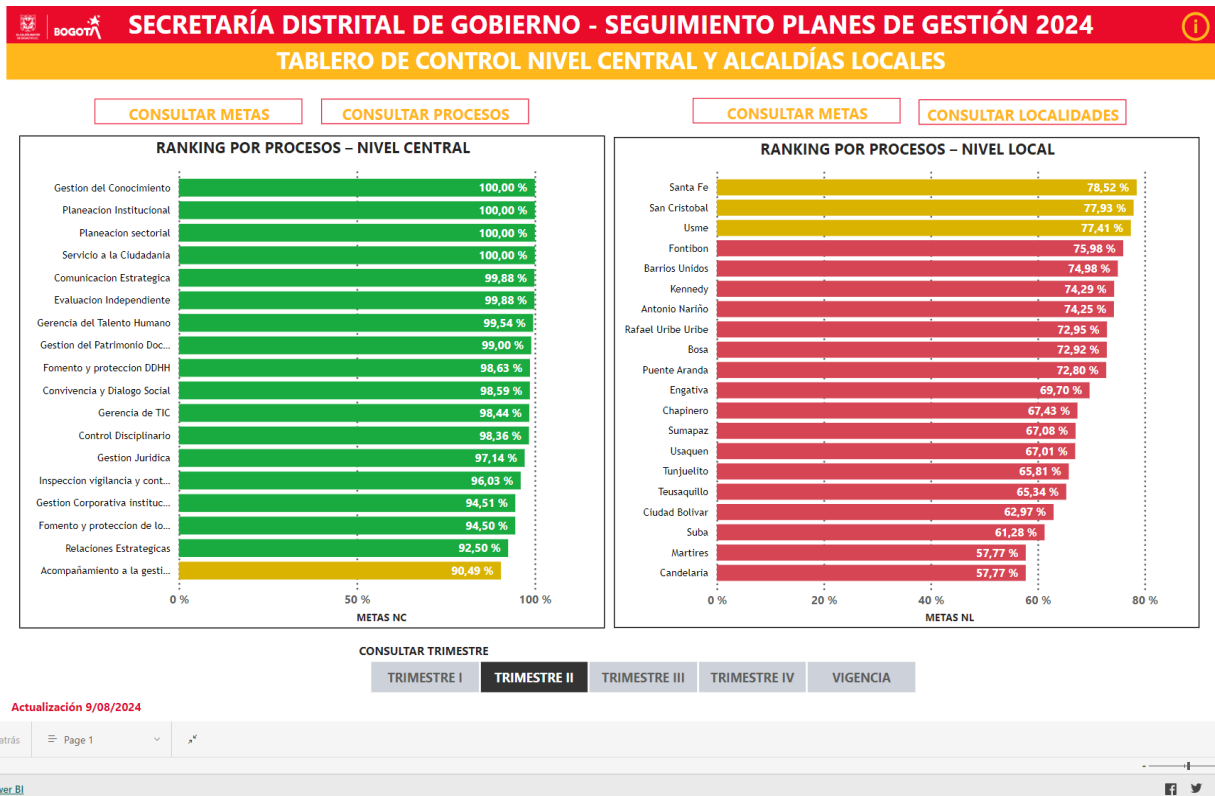 BOGOTÁ
SECRETARÍA DISTRITAL DE GOBIERNO - SEGUIMIENTO PLANES DE GESTIÓN 2024
i
TABLERO DE CONTROL NIVEL CENTRAL Y ALCALDÍAS LOCALES
CONSULTAR METAS
CONSULTAR PROCESOS
CONSULTAR METAS
CONSULTAR LOCALIDADES
RANKING POR PROCESOS – NIVEL CENTRAL
Gestion del Conocimiento 100,00 %
Planeacion Institucional 100,00 %
Planeacion sectorial 100,00 %
Servicio a la Ciudadania 100,00 %
Comunicacion Estrategica 99,88 %
Evaluacion Independiente 99,88 %
Gerencia del Talento Humano 99,54 %
Gestion del Patrimonio Doc... 99,00 %
Fomento y proteccion DDHH 98,63 %
Convivencia y Dialogo Social 98,59 %
Gerencia de TIC 98,44 %
Control Disciplinario 98,36 %
Gestion Juridica 97,14 %
Inspeccion vigilancia y cont... 96,03 %
Gestion Corporativa instituc... 94,51 %
Fomento y proteccion de lo... 94,50 %
Relaciones Estrategicas 92,50 %
Acompañamiento a la gesti... 90,49 %
0 % 50 % 100 %
METAS NC
RANKING POR PROCESOS – NIVEL LOCAL
Santa Fe 78,52 %
San Cristobal 77,93 %
Usme 77,41 %
Fontibon 75,98 %
Barrios Unidos 74,98 %
Kennedy 74,29 %
Antonio Nariño 74,25 %
Rafael Uribe Uribe 72,95 %
Bosa 72,92 %
Puente Aranda 72,80 %
Engativa 69,70 %
Chapinero 67,43 %
Sumapaz 67,08 %
Usaquen 67,01 %
Tunjuelito 65,81 %
Teusaquillo 65,34 %
Ciudad Bolivar 62,97 %
Suba 61,28 %
Martires 57,77 %
Candelaria 57,77 %
0 % 20 % 40 % 60 % 80 %
METAS NL
CONSULTAR TRIMESTRE
TRIMESTRE I
TRIMESTRE II
TRIMESTRE III
TRIMESTRE IV
VIGENCIA
Actualización 9/08/2024
atrás
Page 1
wer BI